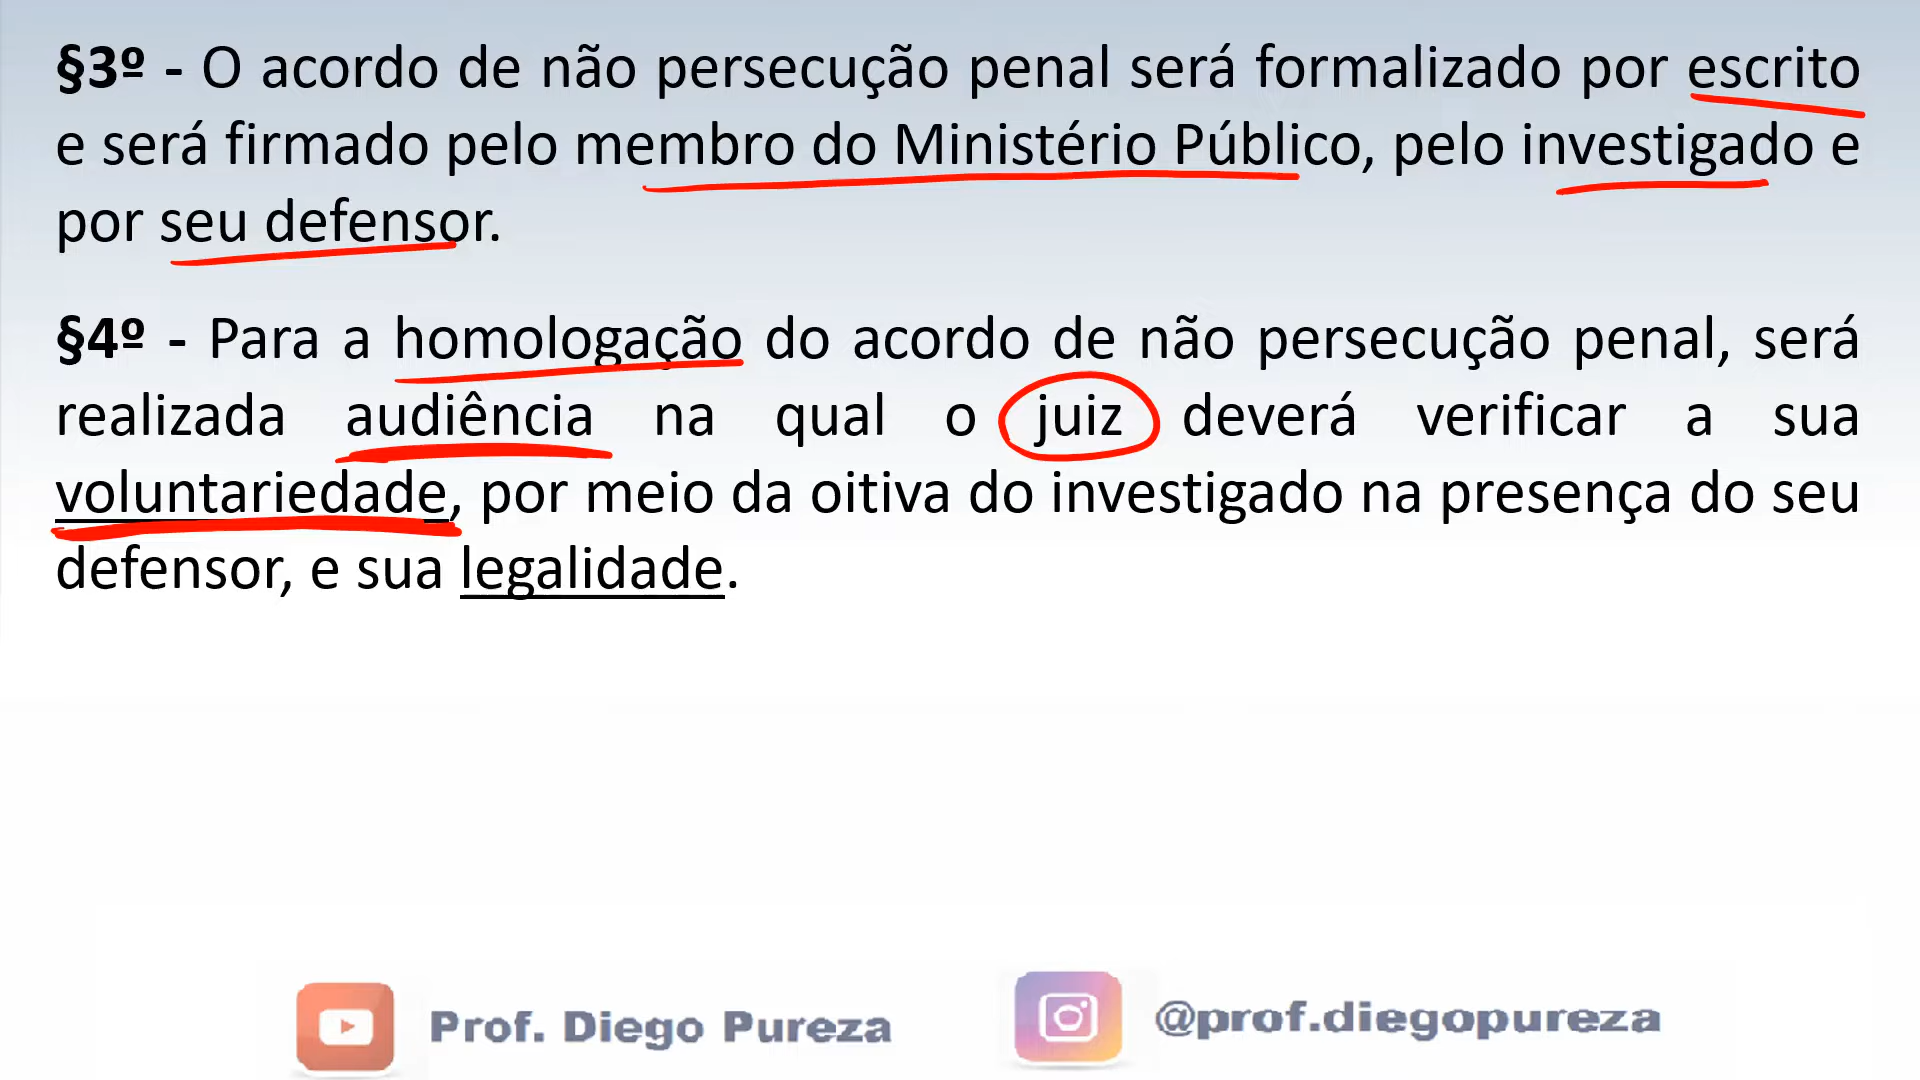 §3º - O acordo de não persecução penal será formalizado por escrito
e será firmado pelo membro do Ministério Público, pelo investigado e
por seu defensor.
§4º - Para a homologação do acordo de não persecução penal, será
realizada audiência na qual o juiz deverá verificar a sua
voluntariedade, por meio da oitiva do investigado na presença do seu
defensor, e sua legalidade.
Prof. Diego Pureza
@prof.diegopureza